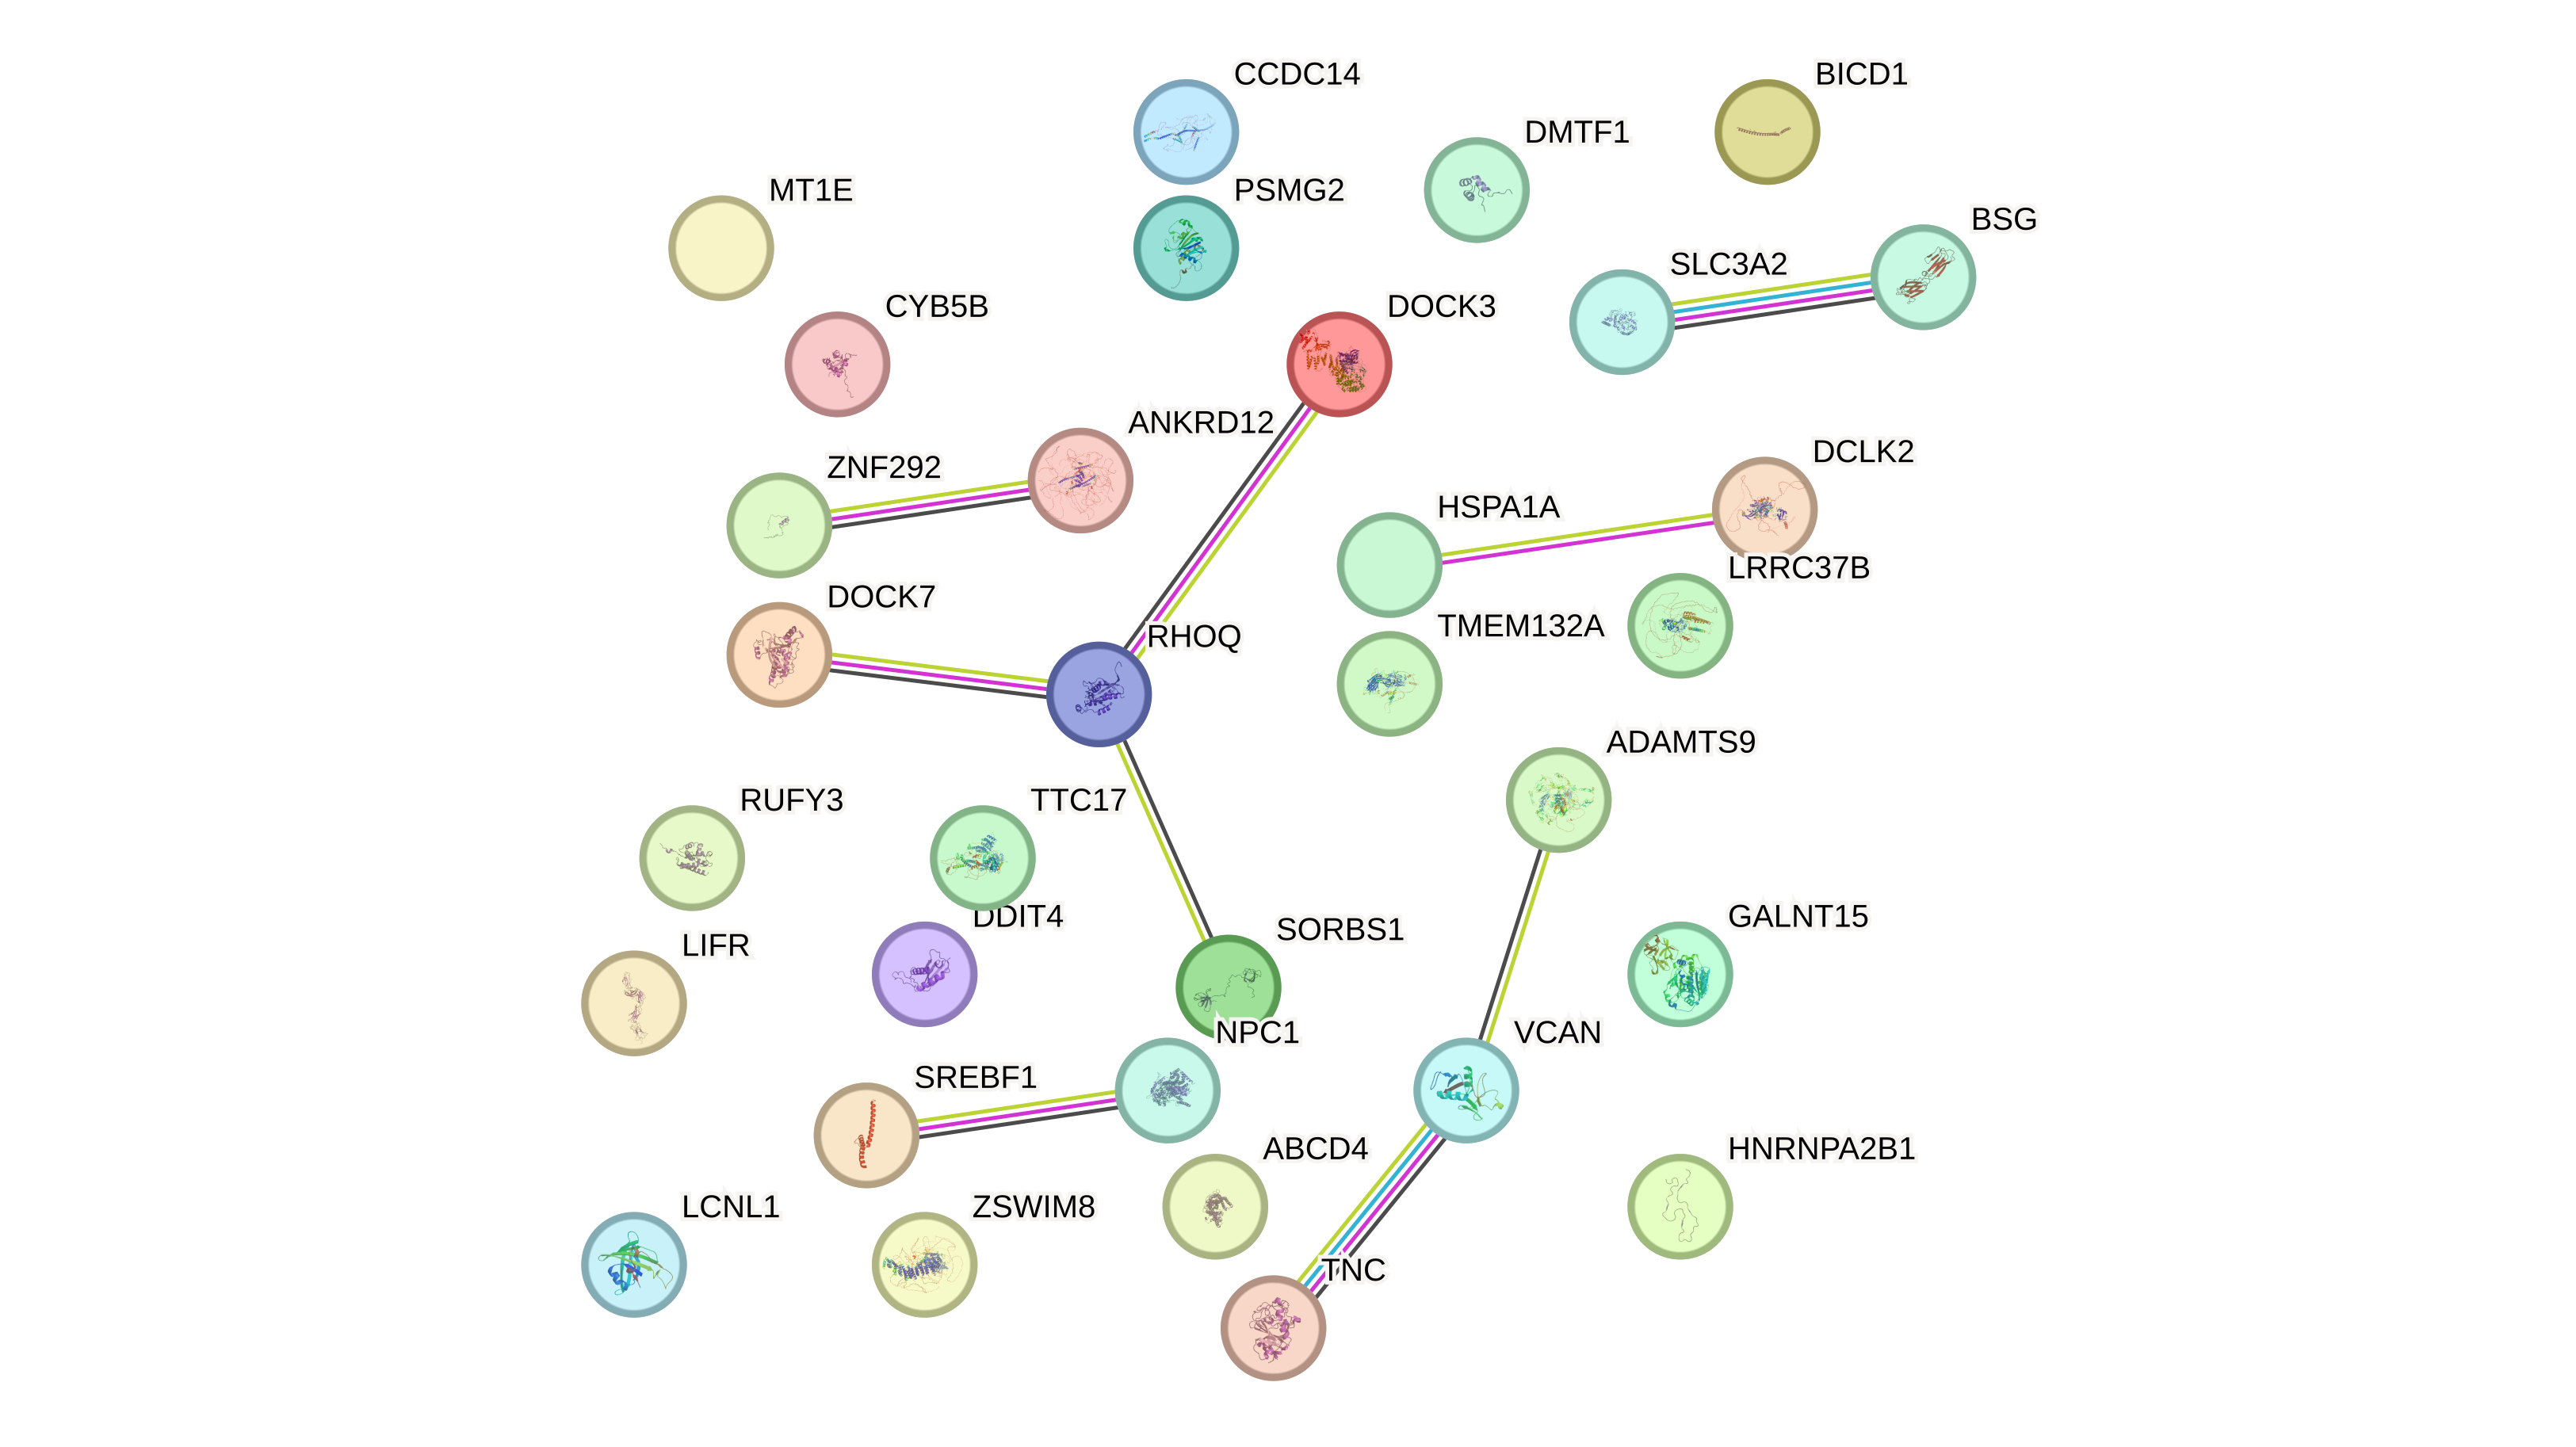 CCDC14
BICD1
DMTF1
MT1E
PSMG2
BSG
SLC3A2
CYB5B
DOCK3
ANKRD12
DCLK2
ZNF292
HSPA1A
LRRC37B
DOCK7
TMEM132A
RHOQ
ADAMTS9
RUFY3
TTC17
DDIT4
GALNT15
SORBS1
LIFR
NPC1
VCAN
SREBF1
ABCD4
HNRNPA2B1
LCNL1
ZSWIM8
TNC